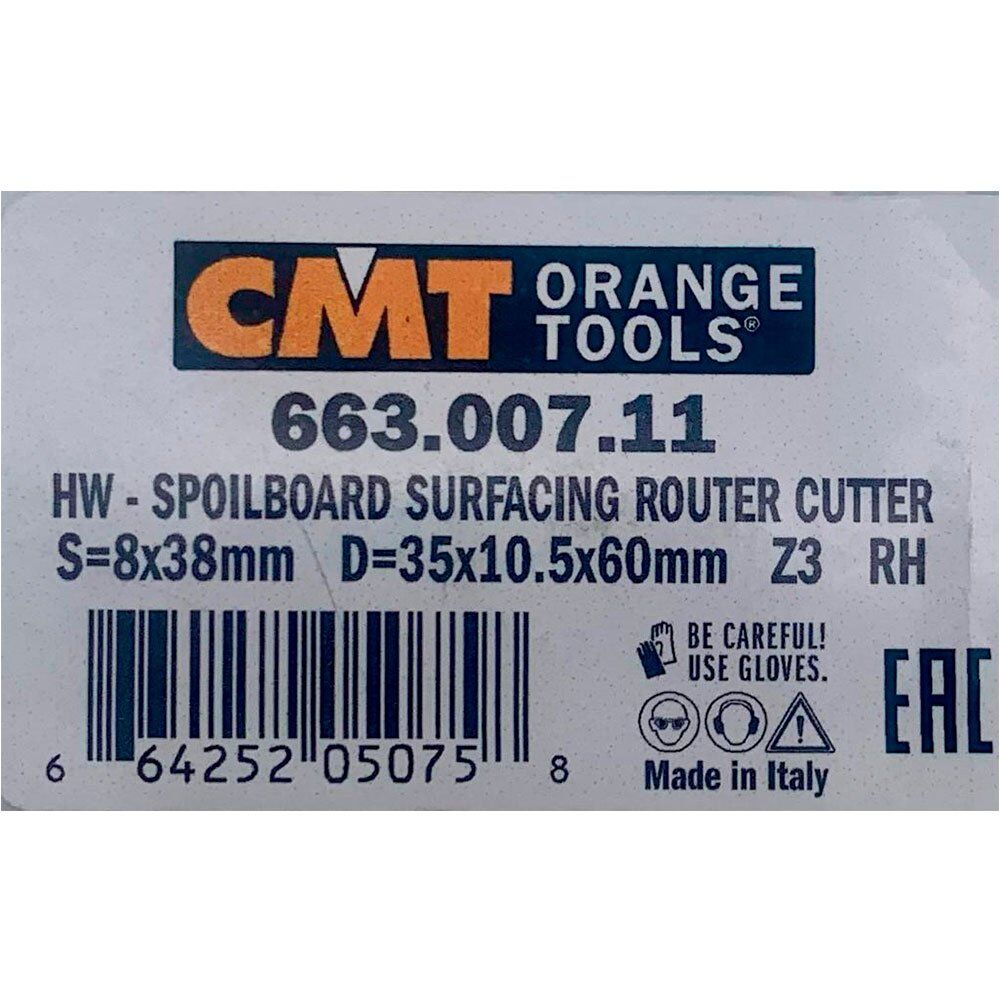 CMT ORANGE
TOOLS®
663.007.11
HW - SPOILBOARD SURFACING ROUTER CUTTER
S=8x38mm D=35x10.5x60mm Z3 RH
BE CAREFUL!
USE GLOVES.
EAC
Made in Italy
6 64252 05075 8